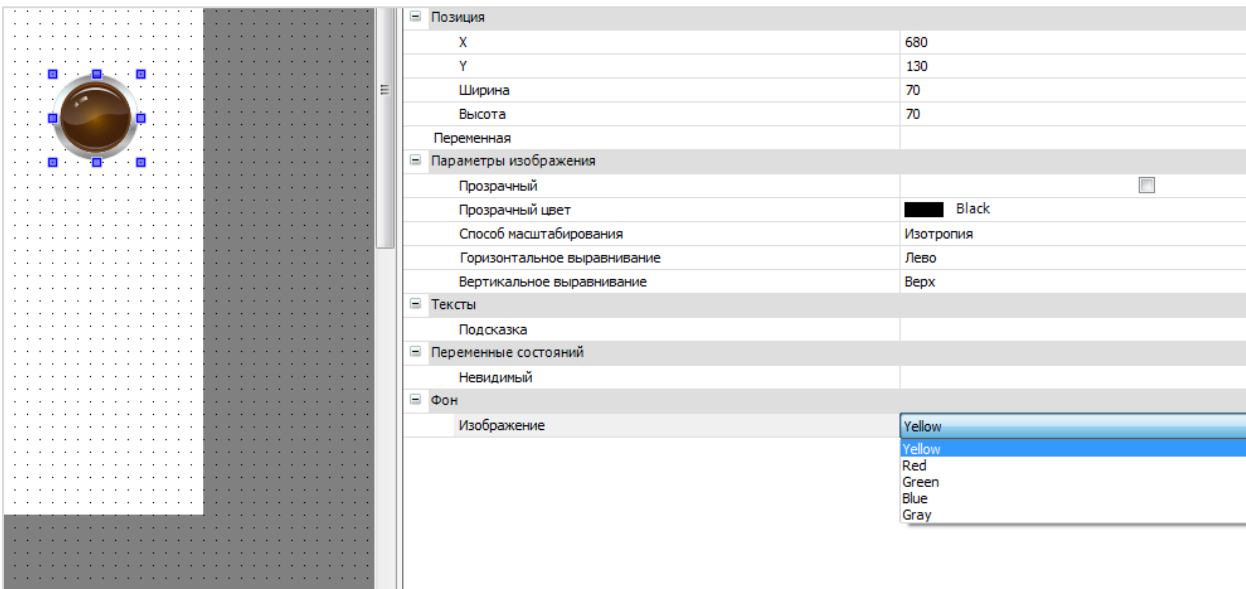 Позиция
X 680
Y 130
Ширина 70
Высота 70
Переменная
Параметры изображения
Прозрачный
Прозрачный цвет Black
Способ масштабирования Изотропия
Горизонтальное выравнивание Лево
Вертикальное выравнивание Верх
Тексты
Подсказка
Переменные состояний
Невидимый
Фон
Изображение Yellow
Yellow
Red
Green
Blue
Gray